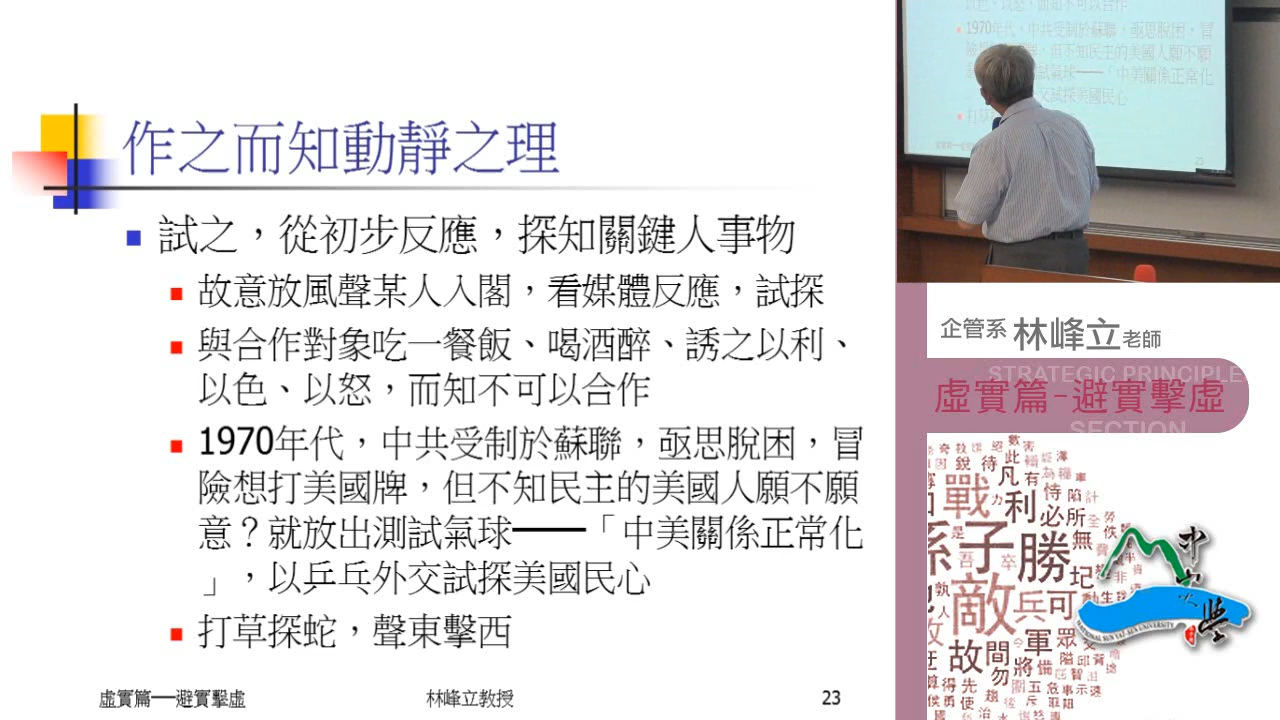 作之而知動靜之理
試之，從初步反應，探知關鍵人事物
故意放風聲某人入閣，看媒體反應，試探
與合作對象吃一餐飯、喝酒醉、誘之以利、
以色、以怒，而知不可以合作
1970年代，中共受制於蘇聯，亟思脫困，冒
險想打美國牌，但不知民主的美國人願不願
意？就放出測試氣球——「中美關係正常化
」，以乒乓外交試探美國民心
打草探蛇，聲東擊西
虛實篇──避實擊虛
林峰立教授
23
企管系 林峰立老師
STRATEGIC PRINCIPLE
虛實篇-避實擊虛
SECTION
戰
利
子勝
敵兵可
故間軍
NATIONAL SUN YAT-SEN UNIVERSITY
中山大學